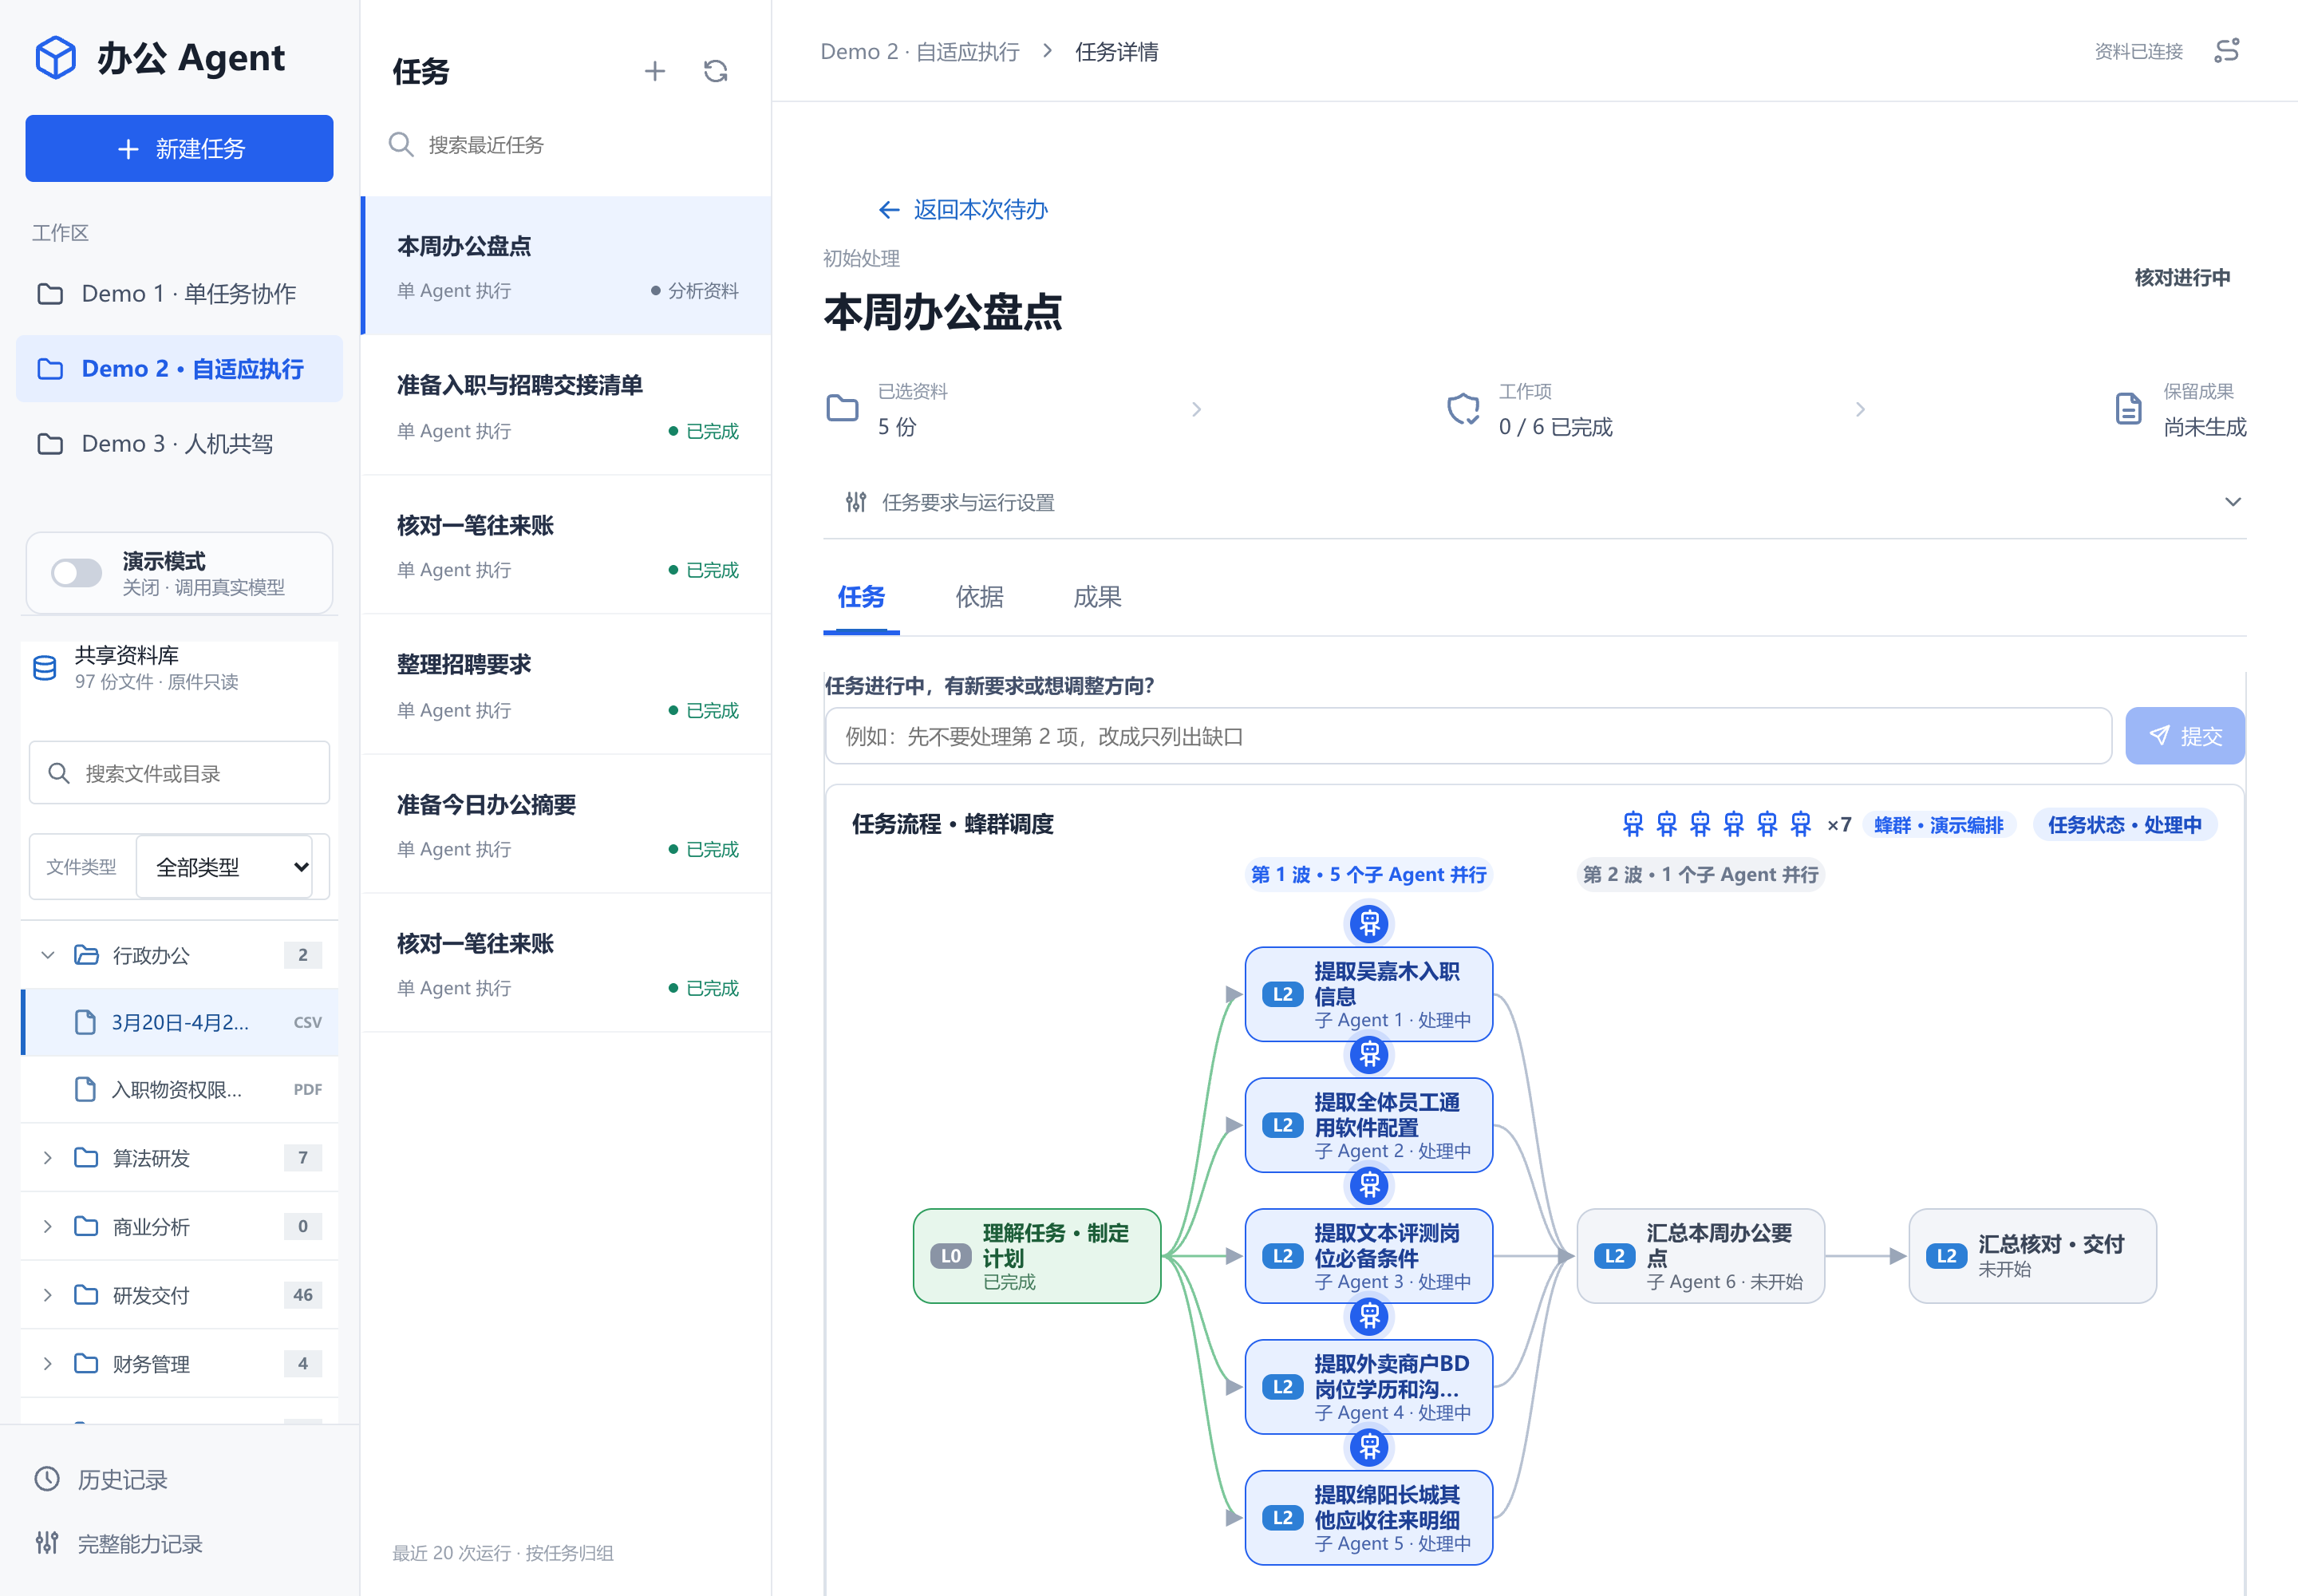 办公 Agent
新建任务
工作区
Demo 1 · 单任务协作
Demo 2 · 自适应执行
Demo 3 · 人机共驾
演示模式
关闭 · 调用真实模型
共享资料库
97 份文件 · 原件只读
搜索文件或目录
文件类型
全部类型
行政办公
2
3月20日-4月2...
CSV
入职物资权限...
PDF
算法研发
7
商业分析
0
研发交付
46
财务管理
4
历史记录
完整能力记录
任务
搜索最近任务
本周办公盘点
单 Agent 执行
分析资料
准备入职与招聘交接清单
单 Agent 执行
已完成
核对一笔往来账
单 Agent 执行
已完成
整理招聘要求
单 Agent 执行
已完成
准备今日办公摘要
单 Agent 执行
已完成
核对一笔往来账
单 Agent 执行
已完成
最近 20 次运行 · 按任务归组
Demo 2 · 自适应执行
任务详情
资料已连接
返回本次待办
初始处理
本周办公盘点
核对进行中
已选资料
5 份
工作项
0 / 6 已完成
保留成果
尚未生成
任务要求与运行设置
任务
依据
成果
任务进行中，有新要求或想调整方向？
例如：先不要处理第 2 项，改成只列出缺口
提交
任务流程 · 蜂群调度
×7
蜂群 · 演示编排
任务状态 · 处理中
第 1 波 · 5 个子 Agent 并行
第 2 波 · 1 个子 Agent 并行
L0
理解任务 · 制定
计划
已完成
L2
提取吴嘉木入职
信息
子 Agent 1 · 处理中
L2
提取全体员工通
用软件配置
子 Agent 2 · 处理中
L2
提取文本评测岗
位必备条件
子 Agent 3 · 处理中
L2
提取外卖商户BD
岗位学历和沟...
子 Agent 4 · 处理中
L2
提取绵阳长城其
他应收往来明细
子 Agent 5 · 处理中
L2
汇总本周办公要
点
子 Agent 6 · 未开始
L2
汇总核对 · 交付
未开始